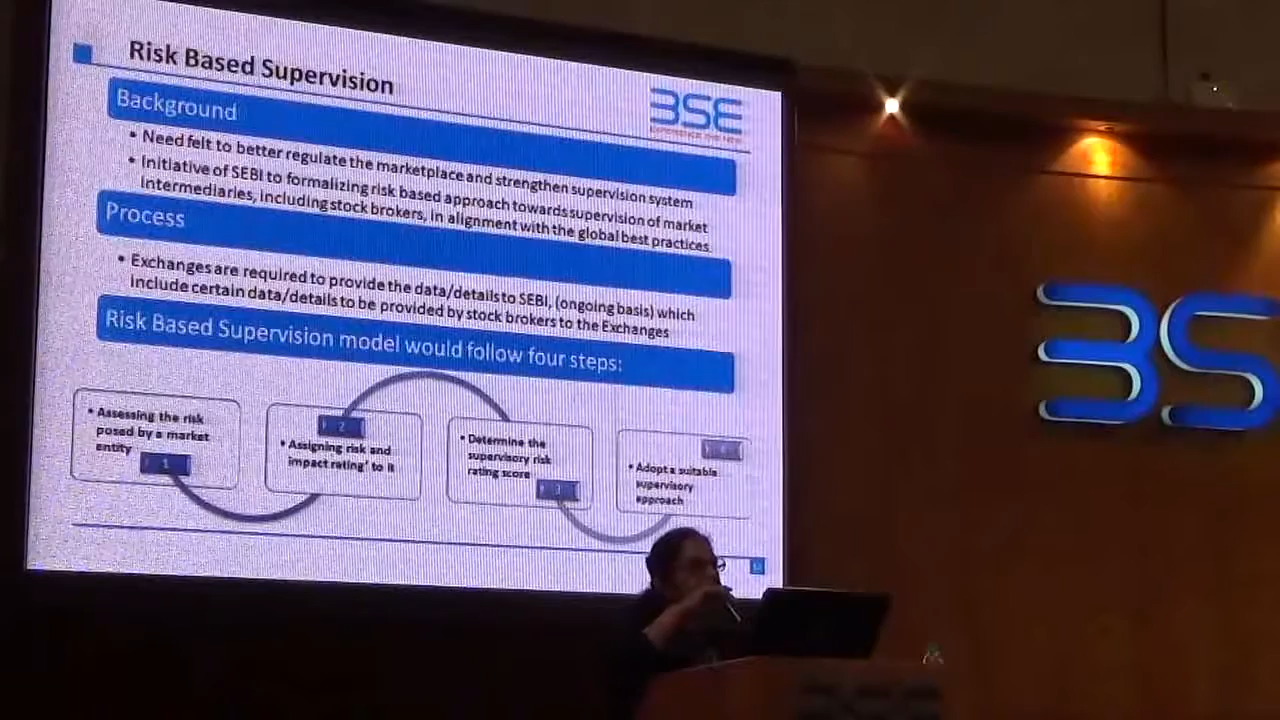 Risk Based Supervision
BSE
EXPERIENCE THE NEW
Background
• Need felt to better regulate the marketplace and strengthen supervision system
• Initiative of SEBI to formalizing risk based approach towards supervision of market
Intermediaries, including stock brokers, in alignment with the global best practices.
Process
• Exchanges are required to provide the data/details to SEBI, (ongoing basis) which
include certain data/details to be provided by stock brokers to the Exchanges
Risk Based Supervision model would follow four steps:
• Assessing the risk
posed by a market
entity
1
2
• Assigning risk and
impact rating' to it
• Determine the
supervisory risk
rating score
3
4
• Adopt a suitable
supervisory
approach
BS